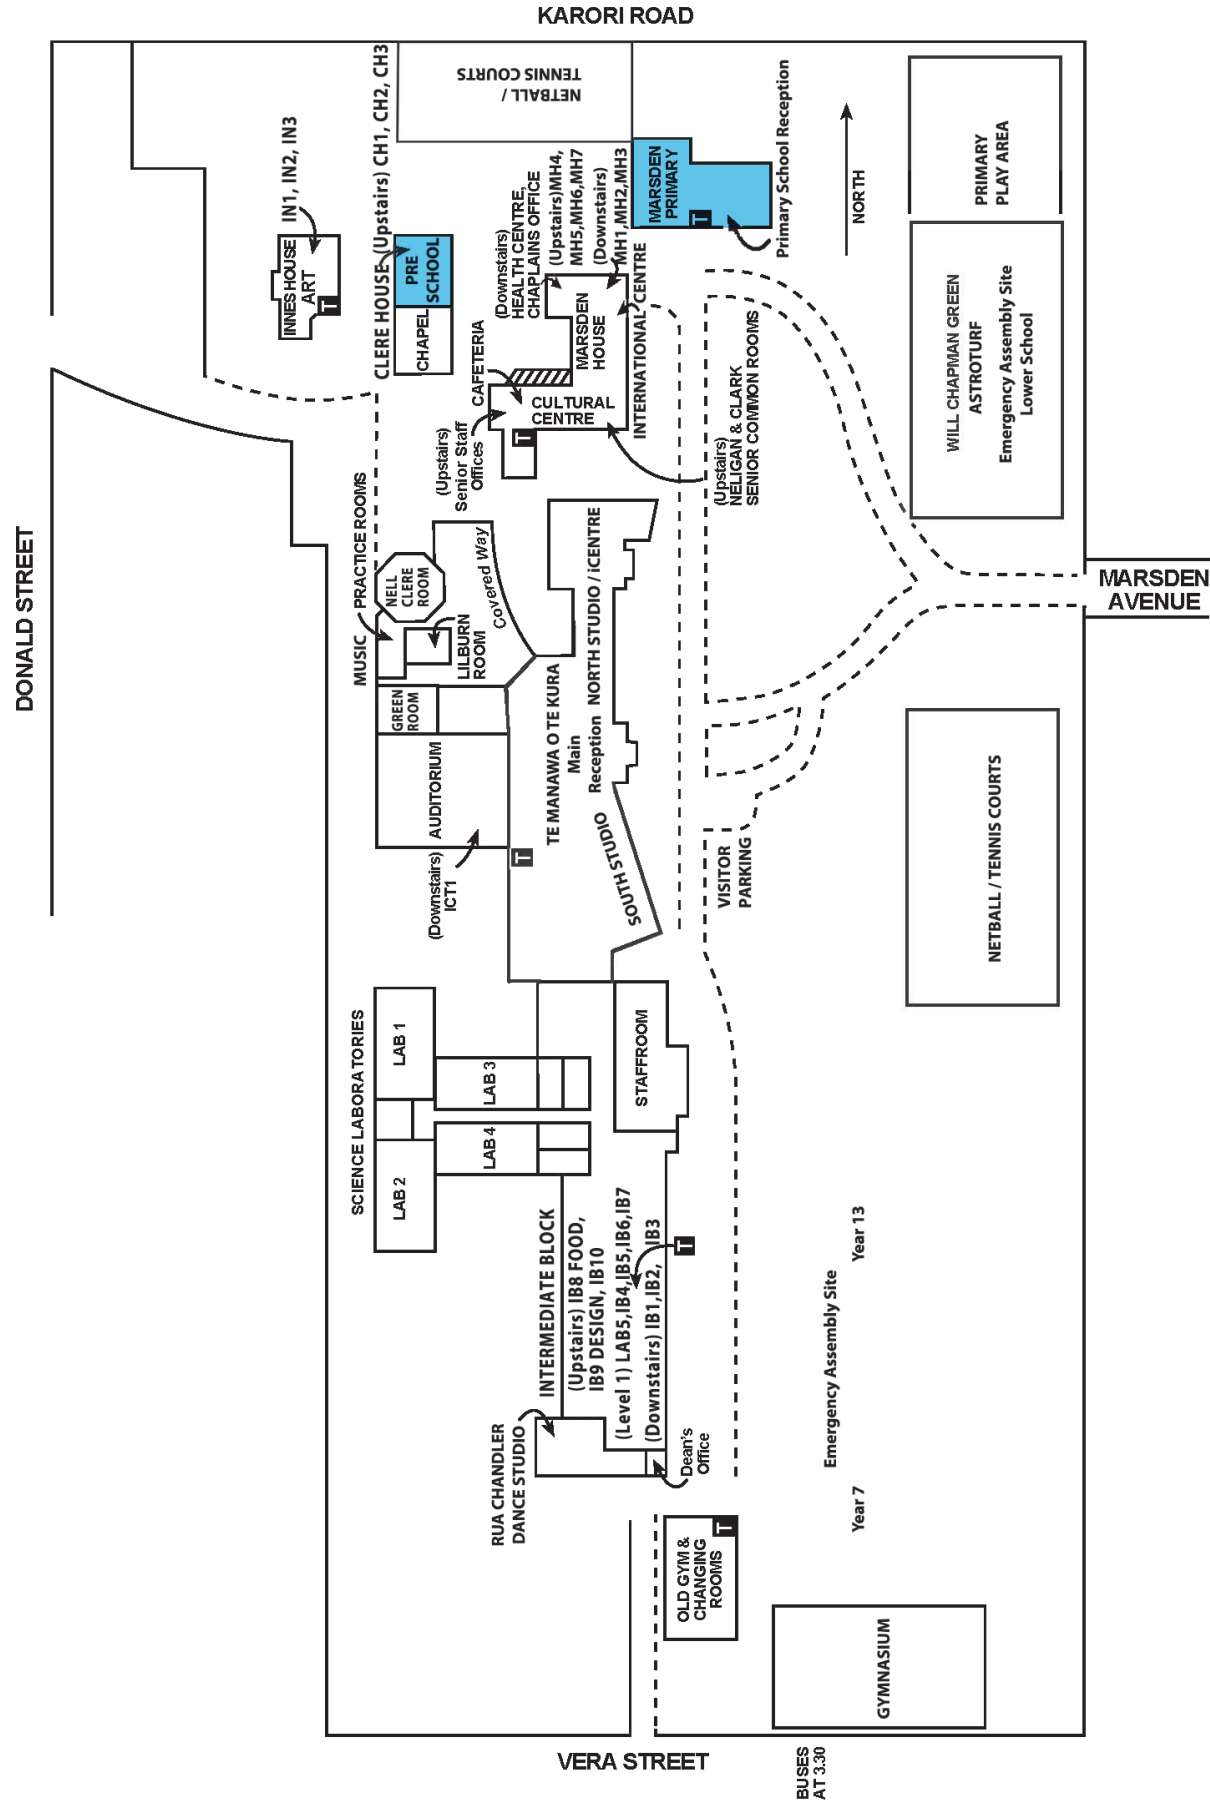 KARORI ROAD
DONALD STREET
NETBALL /
TENNIS COURTS
IN1, IN2, IN3
INNES HOUSE
ART
T
CLERE HOUSE (Upstairs) CH1, CH2, CH3
PRE
SCHOOL
CHAPEL
(Downstairs)
HEALTH CENTRE,
CHAPLAINS OFFICE
(Upstairs)MH4,
MH5,MH6,MH7
(Downstairs)
MH1,MH2,MH3
MARSDEN
PRIMARY
T
Primary School Reception
NORTH
PRIMARY
PLAY AREA
MARSDEN
HOUSE
INTERNATIONAL CENTRE
CAFETERIA
CULTURAL
CENTRE
T
(Upstairs)
Senior Staff
Offices
(Upstairs)
NELIGAN & CLARK
SENIOR COMMON ROOMS
WILL CHAPMAN GREEN
ASTROTURF
Emergency Assembly Site
Lower School
MARSDEN
AVENUE
MUSIC PRACTICE ROOMS
NELL
CLERE
ROOM
LILBURN
ROOM
Covered Way
GREEN
ROOM
AUDITORIUM
(Downstairs)
ICT1
T
TE MANAWA O TE KURA
Main
Reception
NORTH STUDIO / iCENTRE
SOUTH STUDIO
VISITOR
PARKING
NETBALL / TENNIS COURTS
SCIENCE LABORATORIES
LAB 1
LAB 2
LAB 3
LAB 4
STAFFROOM
INTERMEDIATE BLOCK
(Upstairs) IB8 FOOD,
IB9 DESIGN, IB10
(Level 1) LAB5,IB4,IB5,IB6,IB7
(Downstairs) IB1,IB2, IB3
T
RUA CHANDLER
DANCE STUDIO
Dean's
Office
Year 13
Emergency Assembly Site
Year 7
OLD GYM &
CHANGING
ROOMS
T
GYMNASIUM
VERA STREET
BUSES
AT 3.30